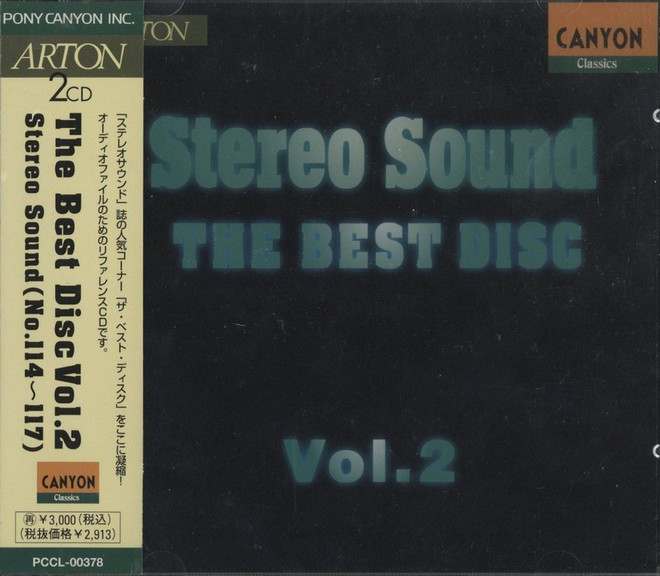 PONY CANYON INC.
ARTON
2CD
The Best Disc Vol.2
Stereo Sound(No.114〜117)
「ステレオサウンド」誌の人気コーナー「ザ・ベスト・ディスク」をここに凝縮!
オーディオファイルのためのリファレンスCDです。
CANYON
Classics
再¥3,000(税込)
(税抜価格¥2,913)
PCCL-00378
TON
CANYON
Classics
Stereo Sound
THE BEST DISC
Vol.2